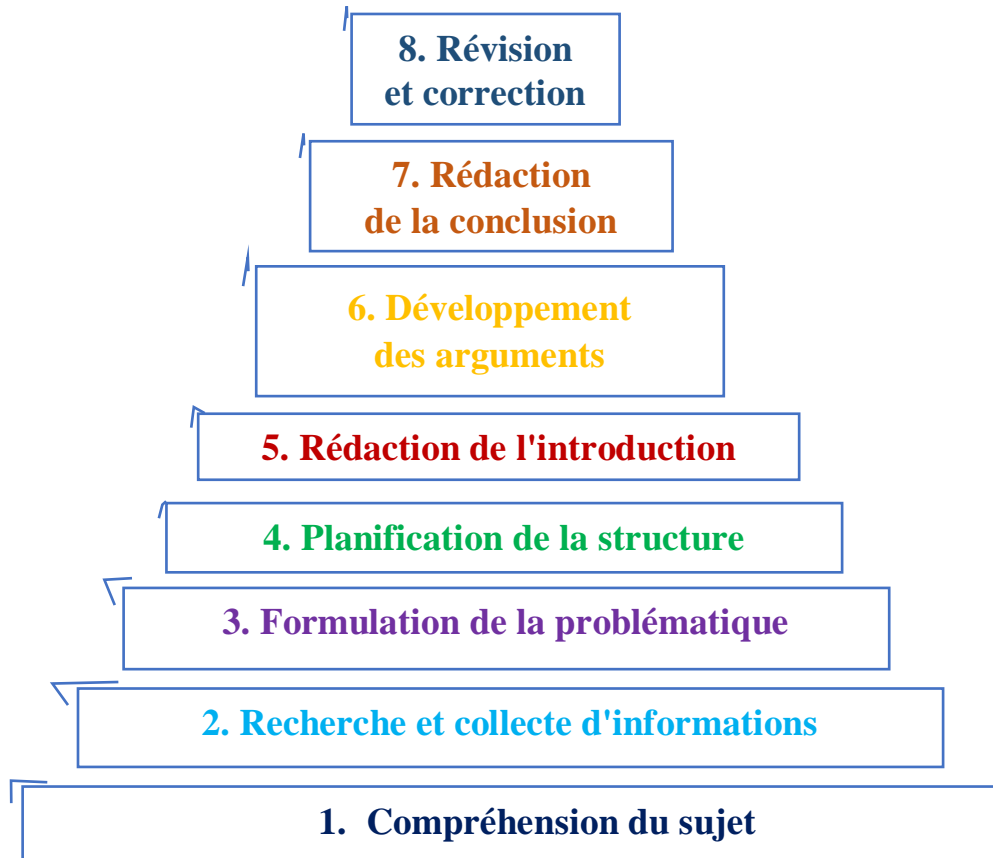 8. Révision
et correction
7. Rédaction
de la conclusion
6. Développement
des arguments
5. Rédaction de l'introduction
4. Planification de la structure
3. Formulation de la problématique
2. Recherche et collecte d'informations
1. Compréhension du sujet